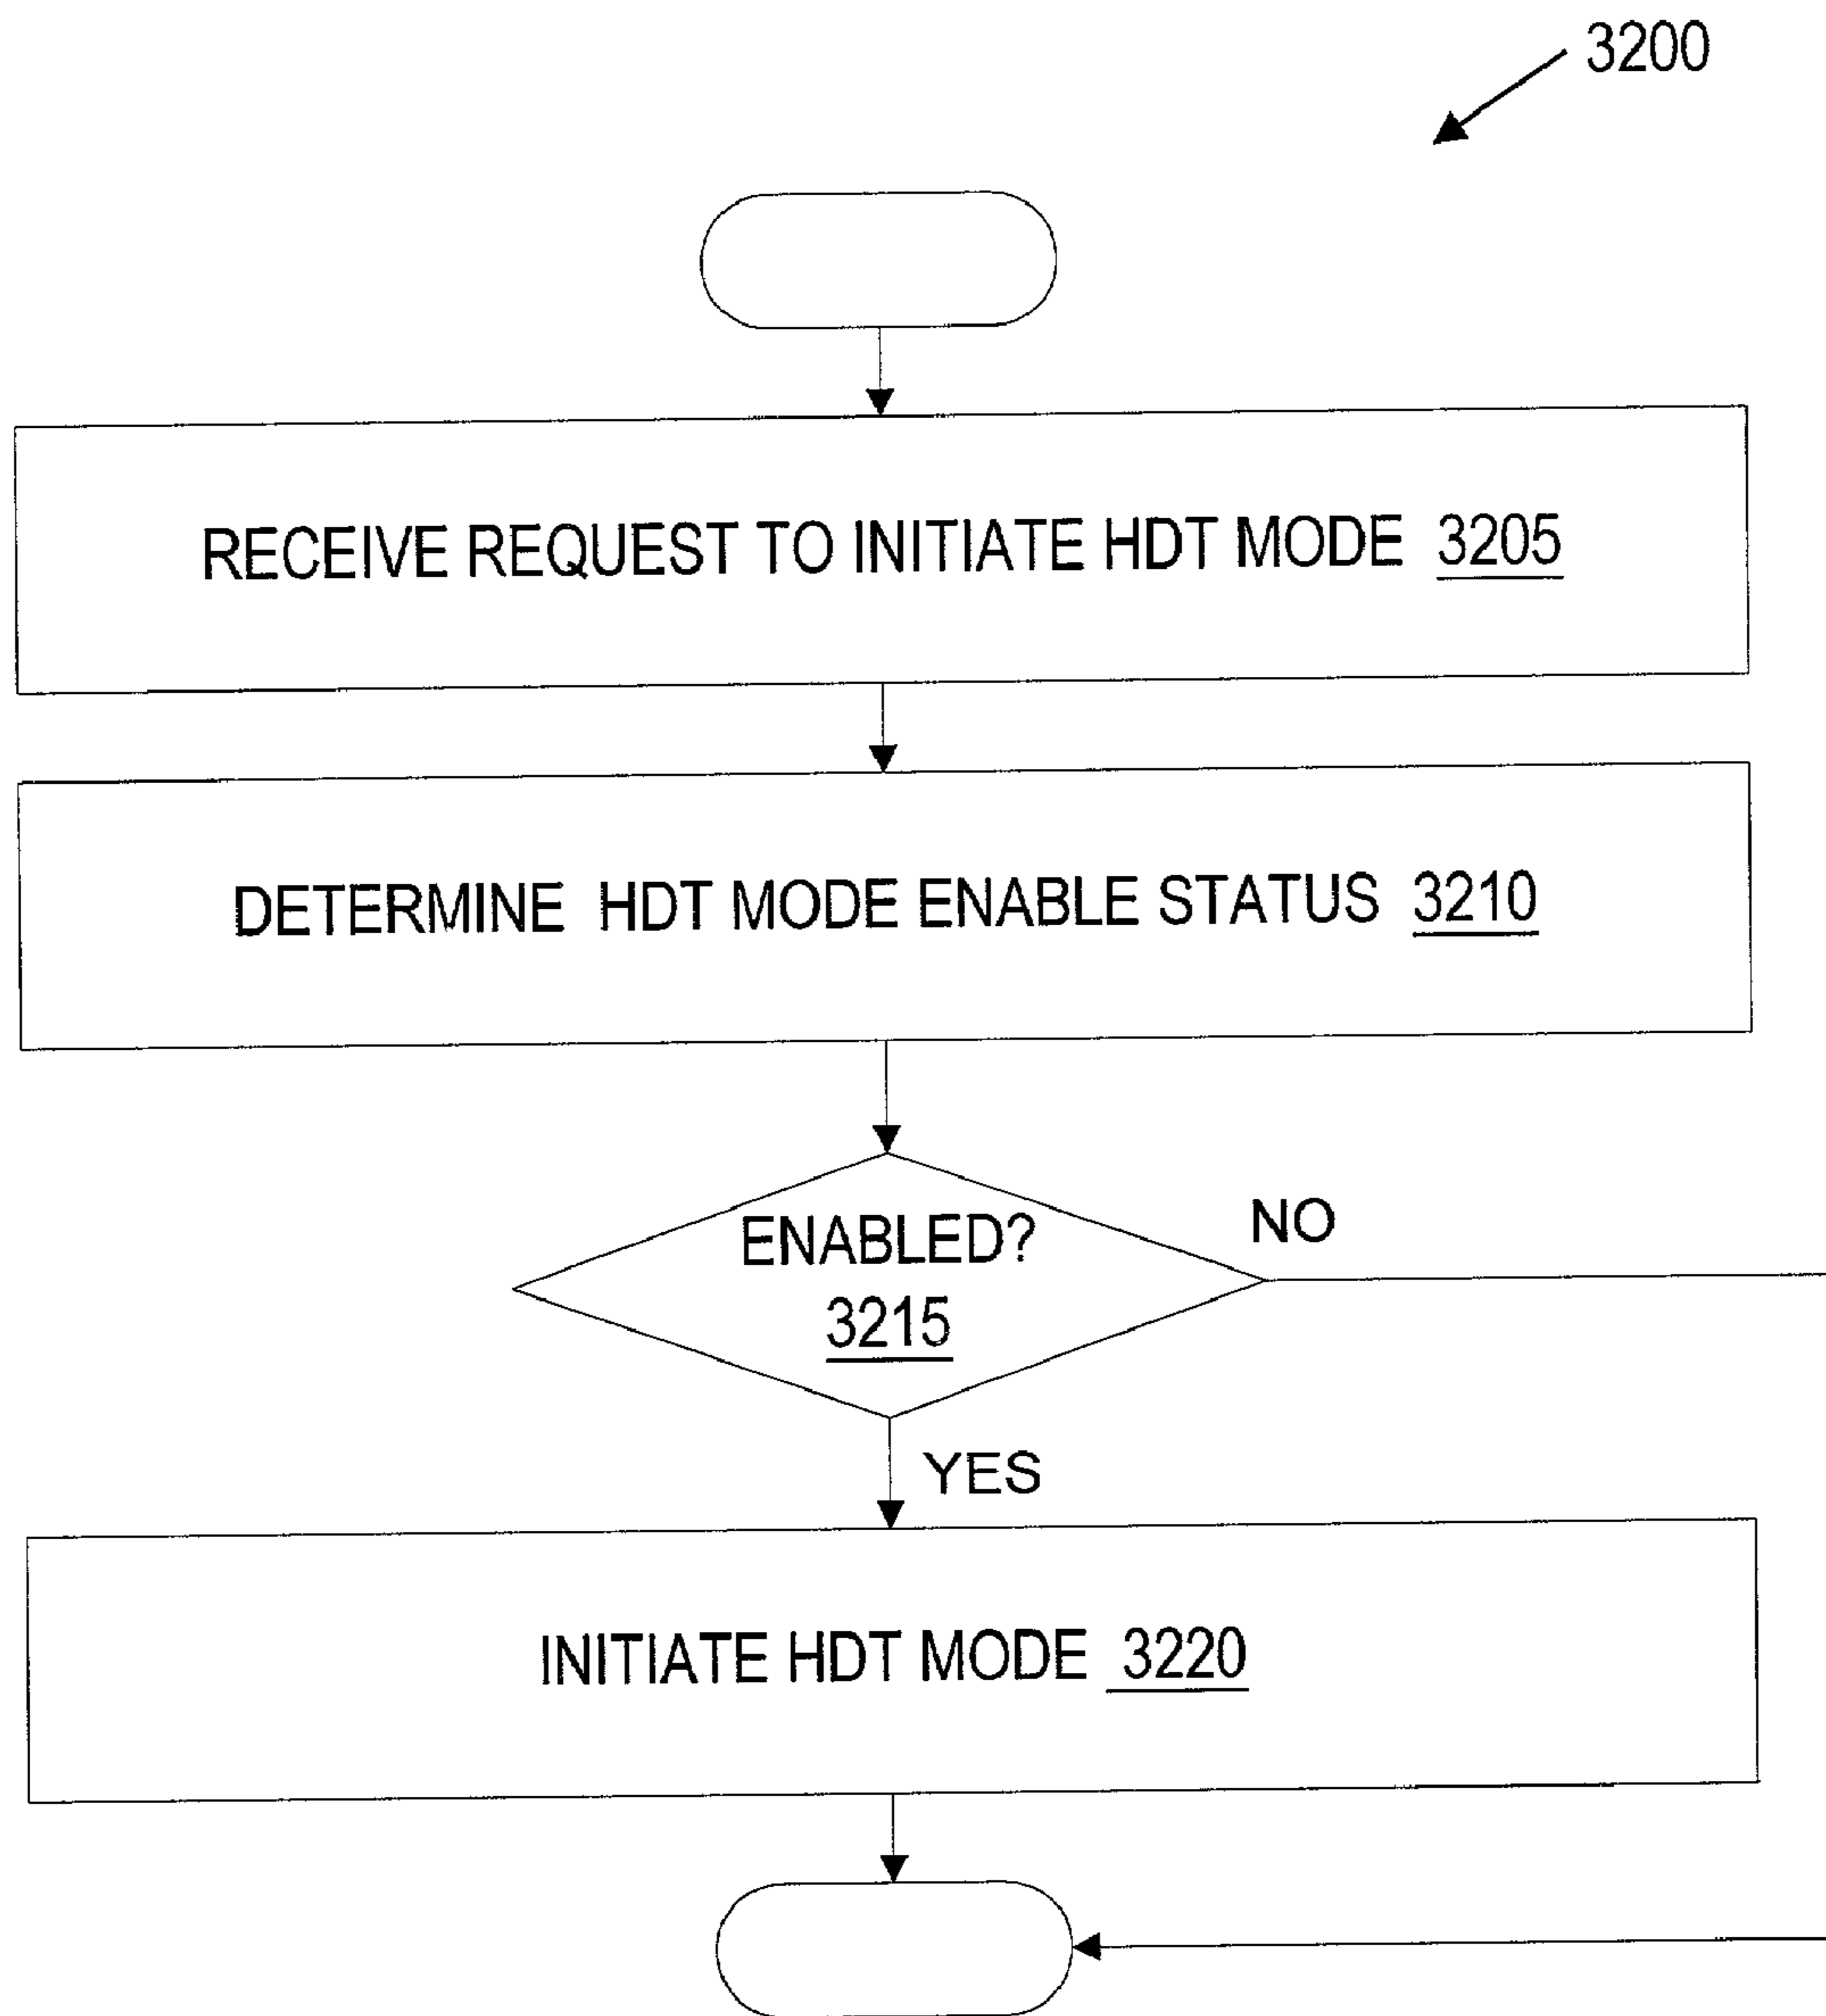 3200
RECEIVE REQUEST TO INITIATE HDT MODE 3205
DETERMINE HDT MODE ENABLE STATUS 3210
ENABLED?
3215
NO
YES
INITIATE HDT MODE 3220